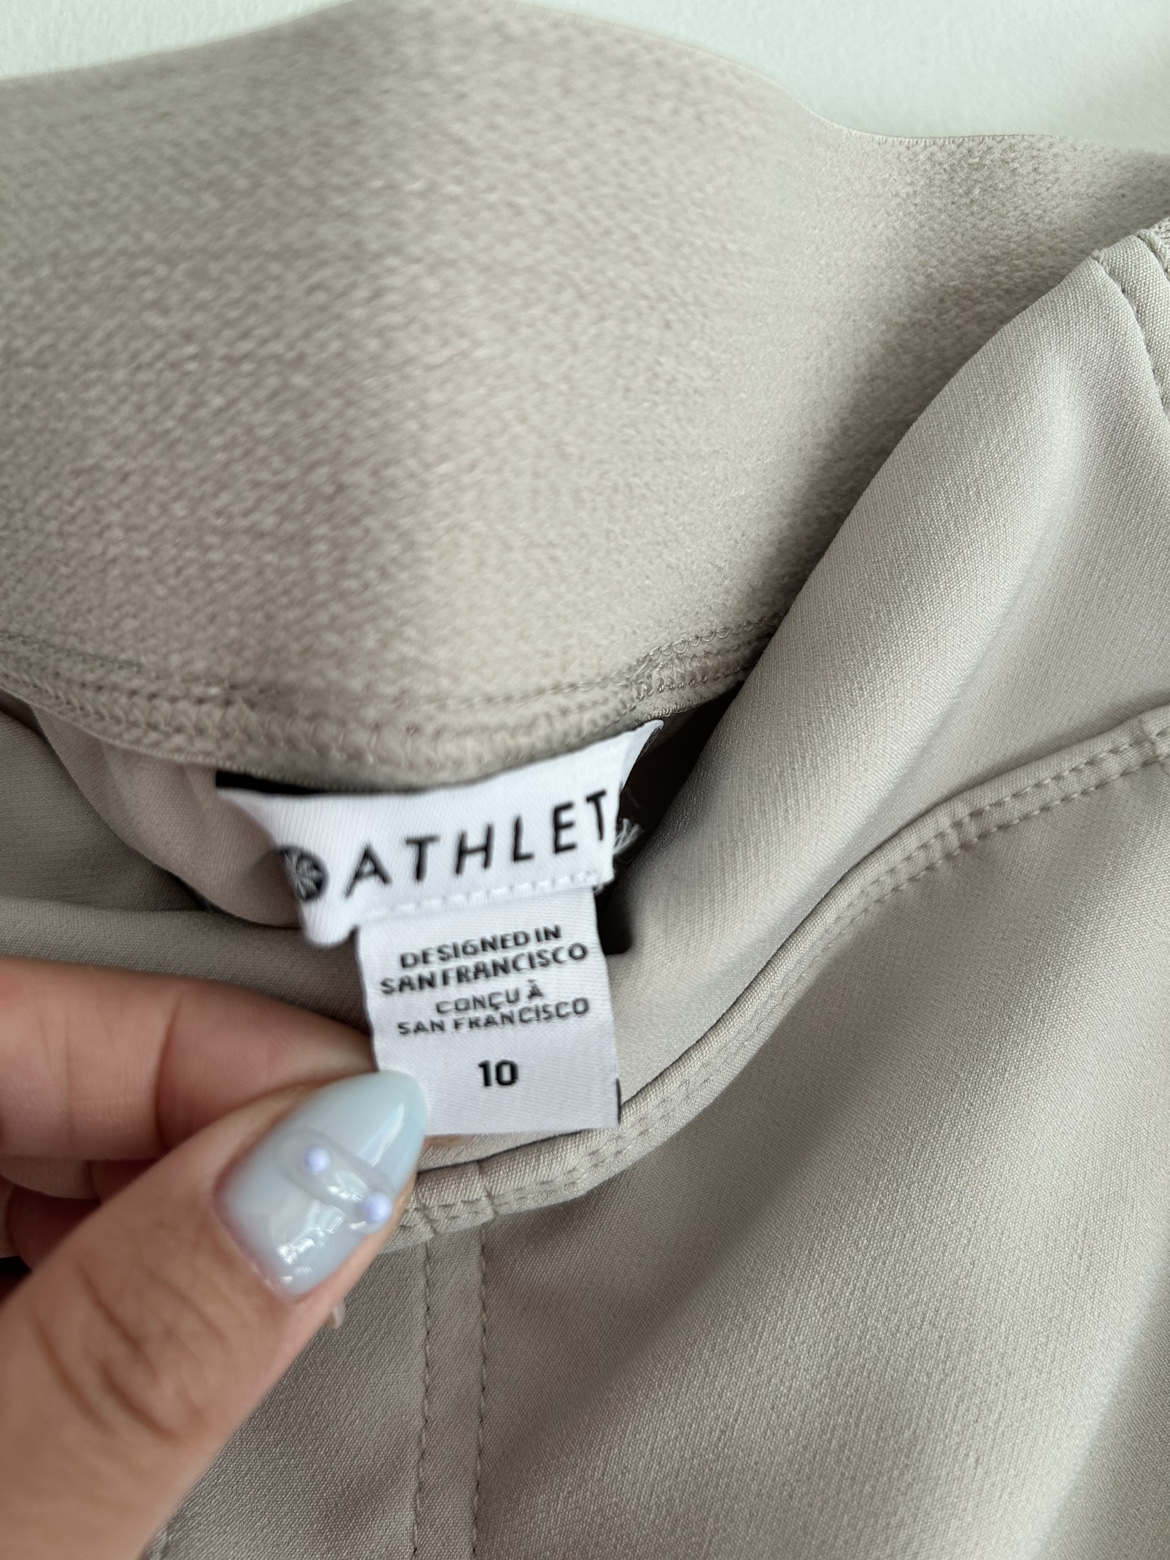 ATHLET
DESIGNED IN
SAN FRANCISCO
CONÇU À
SAN FRANCISCO
10